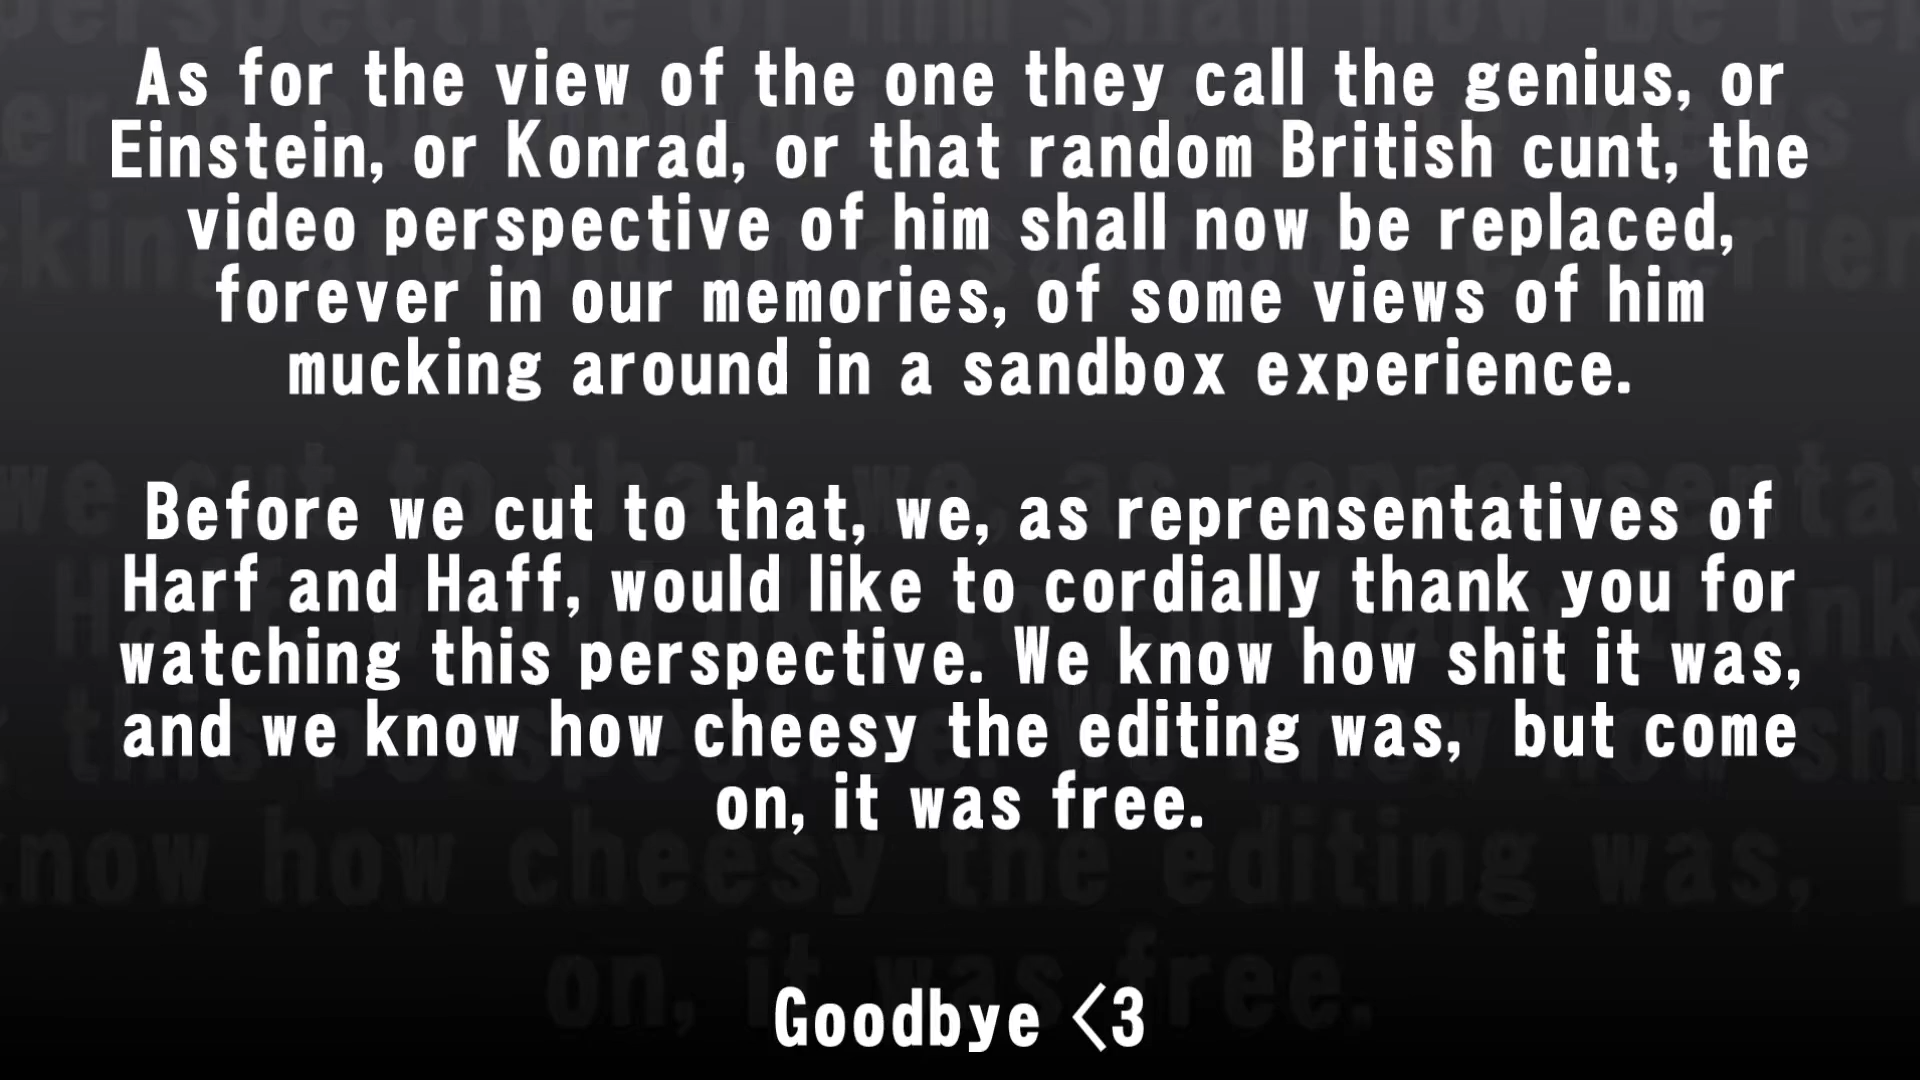 As for the view of the one they call the genius, or
Einstein, or Konrad, or that random British cunt, the
video perspective of him shall now be replaced,
forever in our memories, of some views of him
mucking around in a sandbox experience.
Before we cut to that, we, as reprensentatives of
Harf and Haff, would like to cordially thank you for
watching this perspective. We know how shit it was,
and we know how cheesy the editing was,  but come
on, it was free.
Goodbye <3